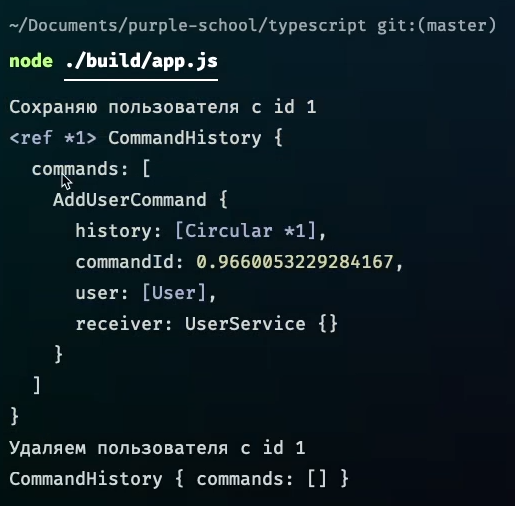 ~/Documents/purple-school/typescript git:(master)
node ./build/app.js
Сохраняю пользователя с id 1
<ref *1> CommandHistory {
  commands: [
    AddUserCommand {
      history: [Circular *1],
      commandId: 0.9660053229284167,
      user: [User],
      receiver: UserService {}
    }
  ]
}
Удаляем пользователя с id 1
CommandHistory { commands: [] }